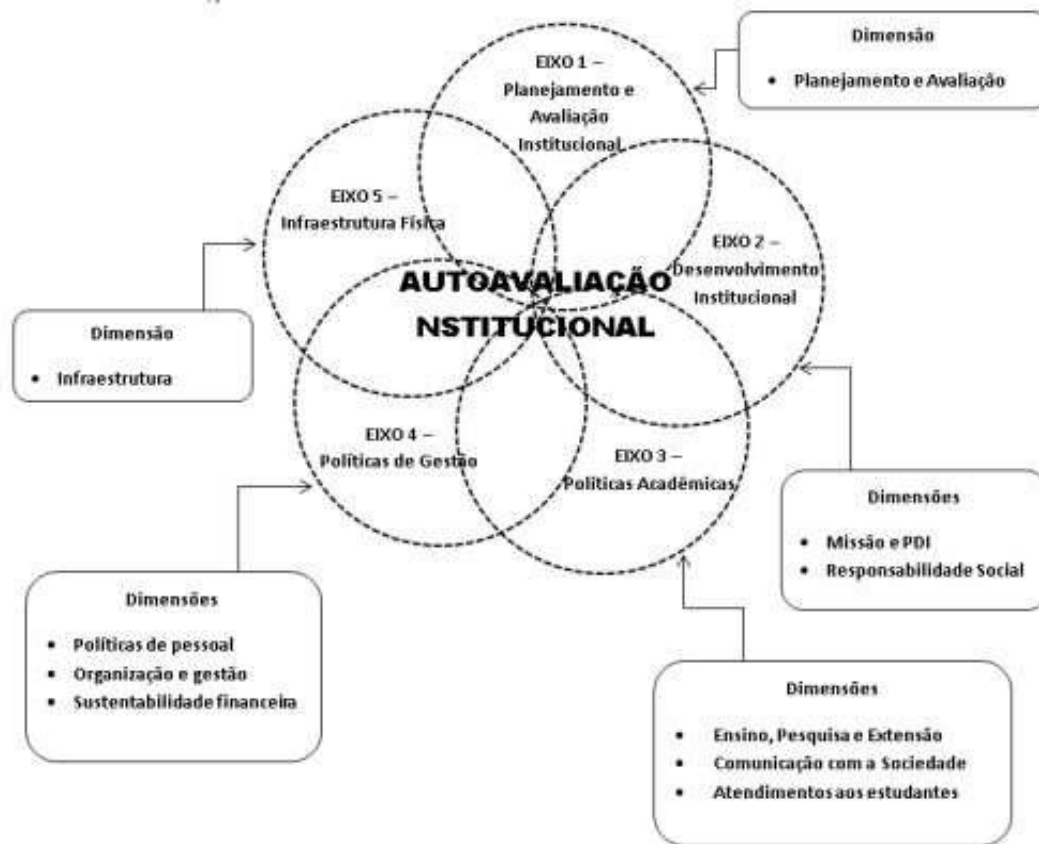 Dimensão
• Planejamento e Avaliação
EIXO 1 –
Planejamento e
Avaliação
Institucional
EIXO 5 –
Infraestrutura Física
EIXO 2 –
Desenvolvimento
Institucional
AUTOAVALIAÇÃO
NSTITUCIONAL
Dimensão
• Infraestrutura
EIXO 4 –
Políticas de Gestão
EIXO 3 –
Políticas Acadêmicas
Dimensões
• Missão e PDI
• Responsabilidade Social
Dimensões
• Políticas de pessoal
• Organização e gestão
• Sustentabilidade financeira
Dimensões
• Ensino, Pesquisa e Extensão
• Comunicação com a Sociedade
• Atendimentos aos estudantes